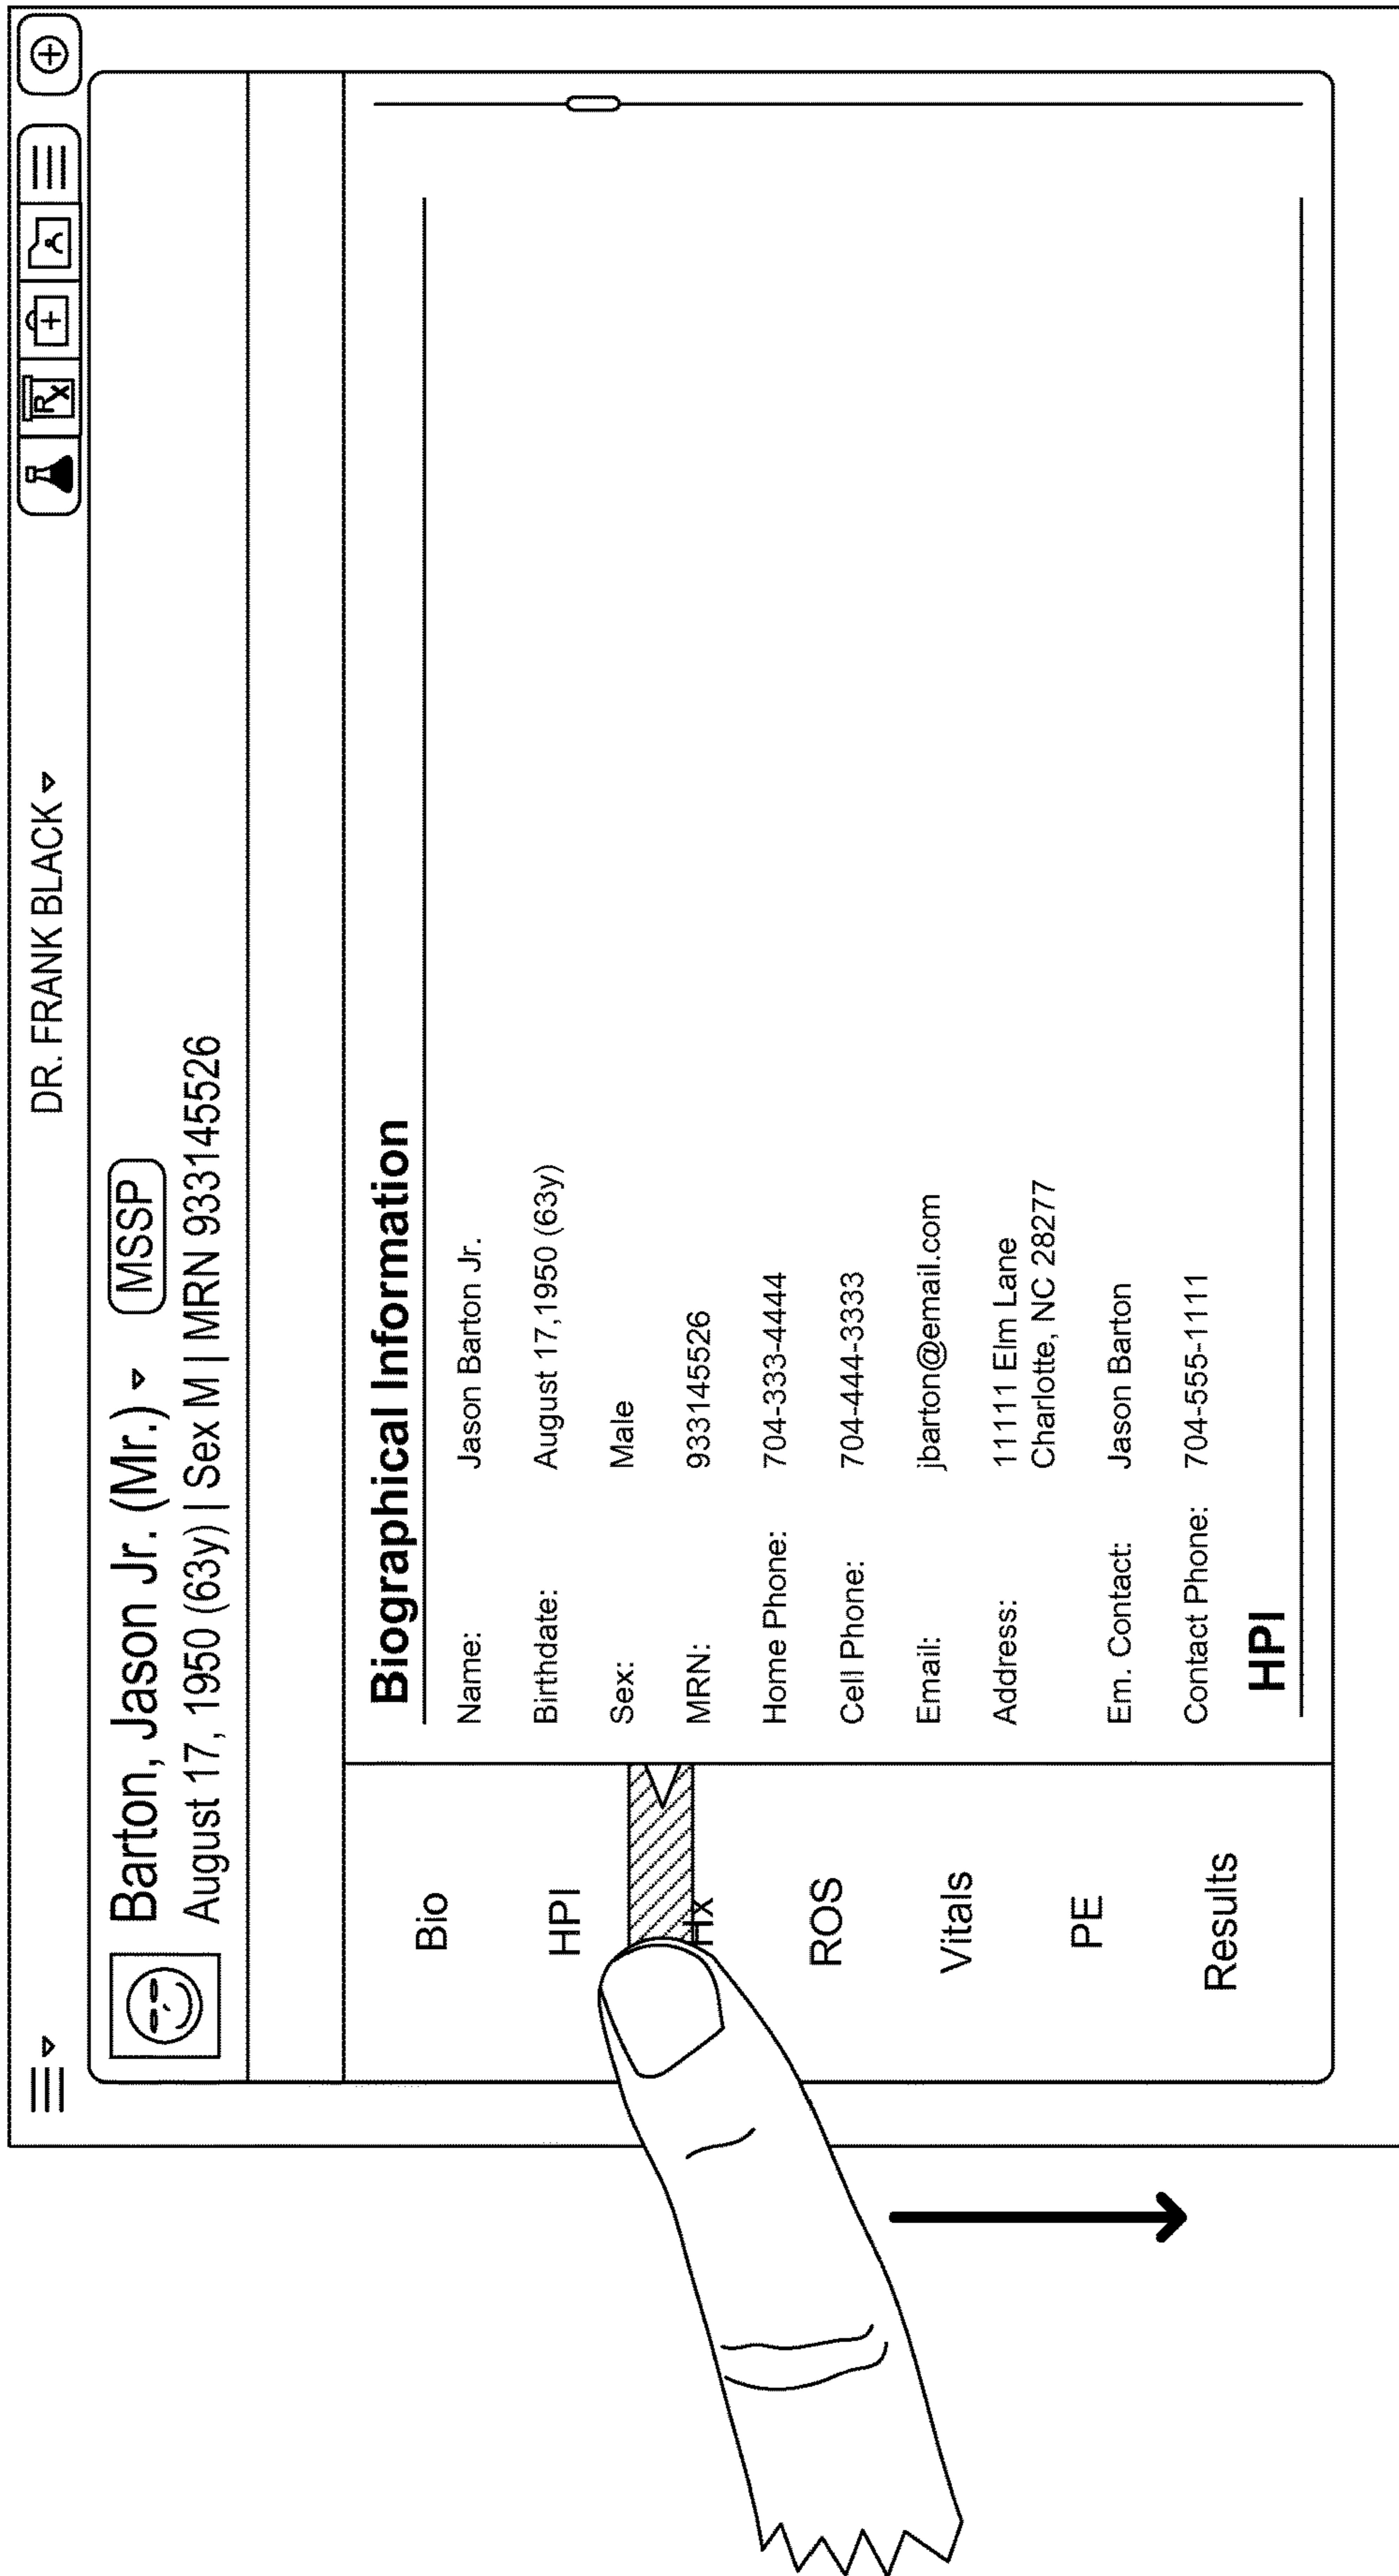 DR. FRANK BLACK
Rx
Barton, Jason Jr. (Mr.) MSSP
August 17, 1950 (63y) | Sex M | MRN 933145526
Bio
HPI
Hx
ROS
Vitals
PE
Results
Biographical Information
Name: Jason Barton Jr.
Birthdate: August 17,1950 (63y)
Sex: Male
MRN: 933145526
Home Phone: 704-333-4444
Cell Phone: 704-444-3333
Email: jbarton@email.com
Address: 11111 Elm Lane
Charlotte, NC 28277
Em. Contact: Jason Barton
Contact Phone: 704-555-1111
HPI